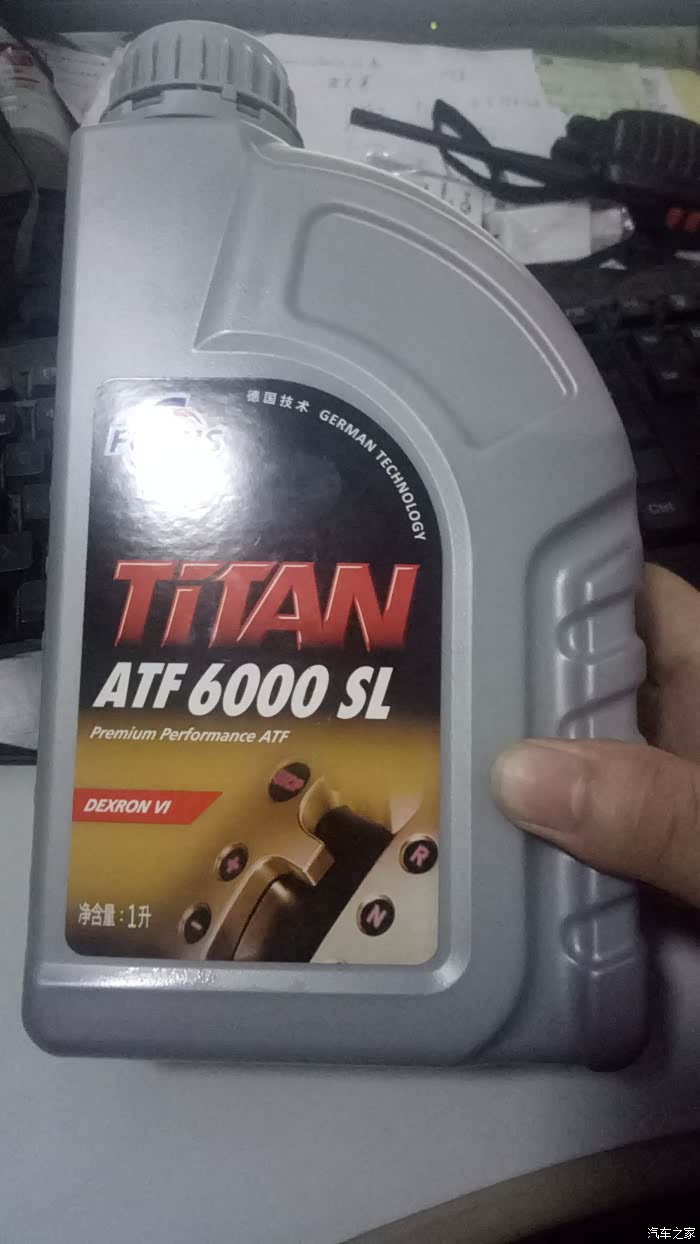 德国技术 GERMAN TECHNOLOGY
TITAN
ATF 6000 SL
Premium Performance ATF
DEXRON VI
+
R
N
-
净含量：1升
Ctrl
汽车之家